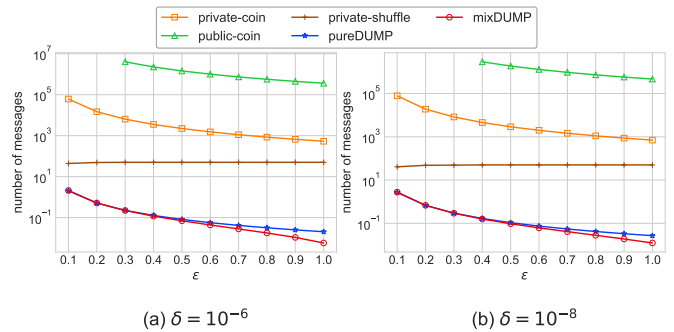 private-coin private-shuffle mixDUMP
public-coin pureDUMP
number of messages
10^7
10^5
10^3
10^1
10^-1
0.1 0.2 0.3 0.4 0.5 0.6 0.7 0.8 0.9 1.0
ε
(a) δ = 10^-6
number of messages
10^5
10^3
10^1
10^-1
0.1 0.2 0.3 0.4 0.5 0.6 0.7 0.8 0.9 1.0
ε
(b) δ = 10^-8